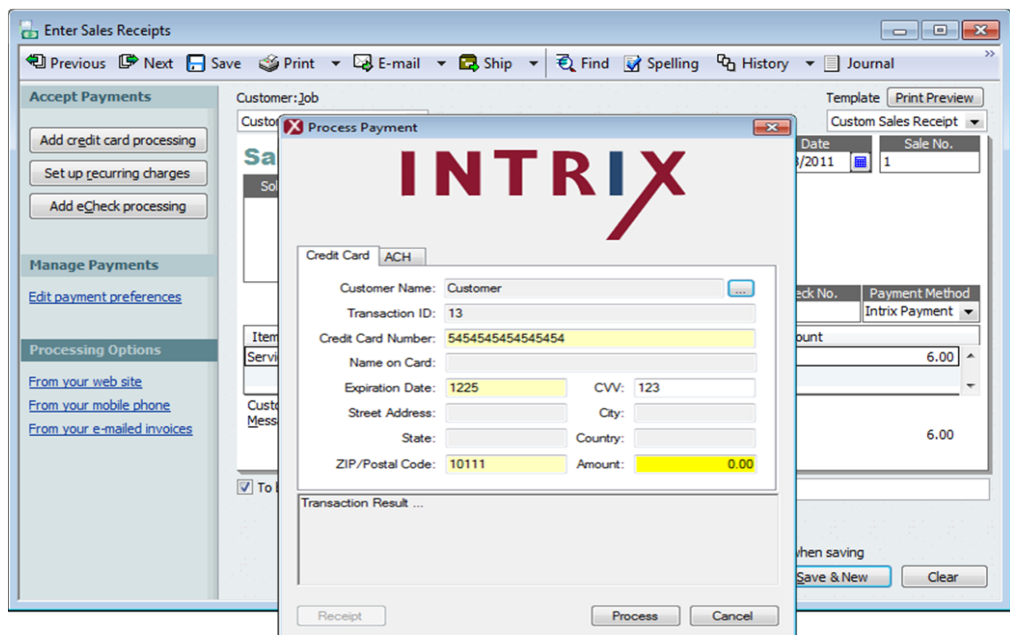 Enter Sales Receipts
Previous Next Save Print E-mail Ship Find Spelling History Journal
Accept Payments
Add credit card processing
Set up recurring charges
Add eCheck processing
Manage Payments
Edit payment preferences
Processing Options
From your web site
From your mobile phone
From your e-mailed invoices
Customer:Job
Template Print Preview
Custom Sales Receipt
Date Sale No.
/2011 1
Payment Method
Intrix Payment
6.00
6.00
To
when saving
Save & New Clear
Process Payment
INTRIX
Credit Card ACH
Customer Name: Customer ...
Transaction ID: 13
Credit Card Number: 5454545454545454
Name on Card:
Expiration Date: 1225 CVV: 123
Street Address: City:
State: Country:
ZIP/Postal Code: 10111 Amount: 0.00
Transaction Result ...
Receipt Process Cancel